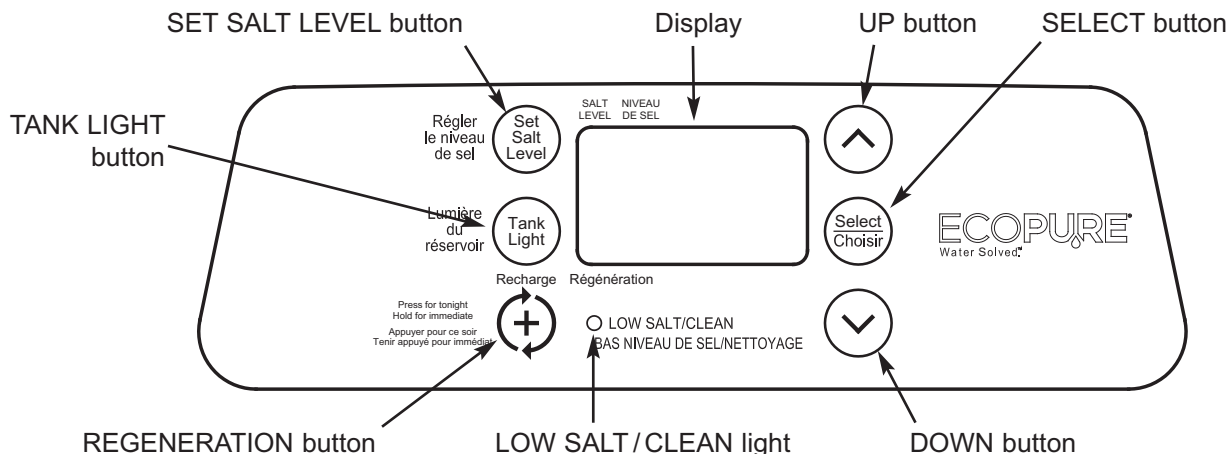 SET SALT LEVEL button
Display
UP button
SELECT button
TANK LIGHT
button
Régler
le niveau
de sel
Set
Salt
Level
SALT
LEVEL
NIVEAU
DE SEL
Lumière
du
réservoir
Tank
Light
Select
Choisir
ECOPURE®
Water Solved.™
Recharge
Régénération
Press for tonight
Hold for immediate
Appuyer pour ce soir
Tenir appuyé pour immédiat
LOW SALT/CLEAN
BAS NIVEAU DE SEL/NETTOYAGE
REGENERATION button
LOW SALT / CLEAN light
DOWN button